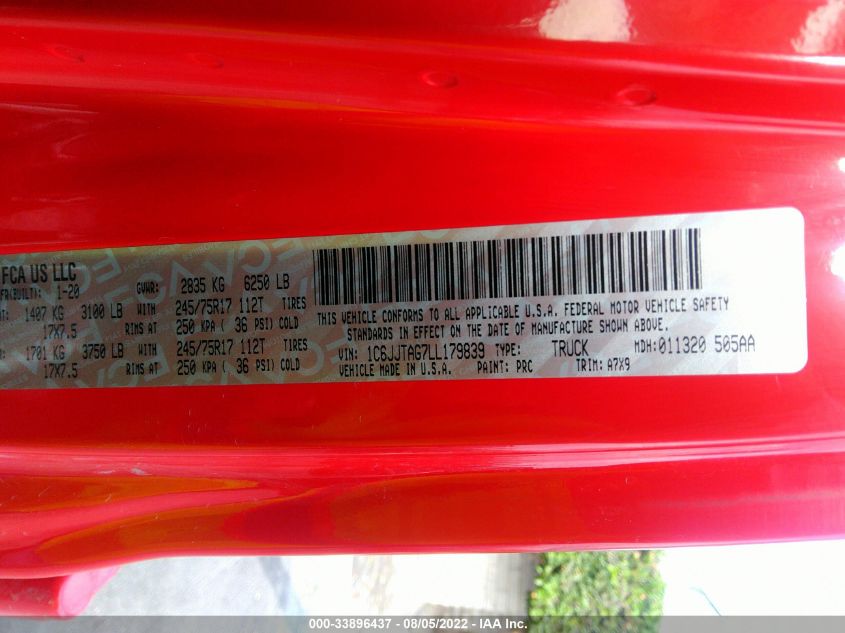 FCA US LLC
FR(BUILT): 1-20 GVWR: 2835 KG 6250 LB
1407 KG 3100 LB WITH 245/75R17 112T TIRES
17X7.5 RIMS AT 250 KPA ( 36 PSI) COLD
1701 KG 3750 LB WITH 245/75R17 112T TIRES
17X7.5 RIMS AT 250 KPA ( 36 PSI) COLD
THIS VEHICLE CONFORMS TO ALL APPLICABLE U.S.A. FEDERAL MOTOR VEHICLE SAFETY
STANDARDS IN EFFECT ON THE DATE OF MANUFACTURE SHOWN ABOVE.
VIN: 1C6JJTAG7LL179839 TYPE: TRUCK MDH: 011320 505AA
VEHICLE MADE IN U.S.A. PAINT: PRC TRIM: A7X9
000-33896437 - 08/05/2022 - IAA Inc.